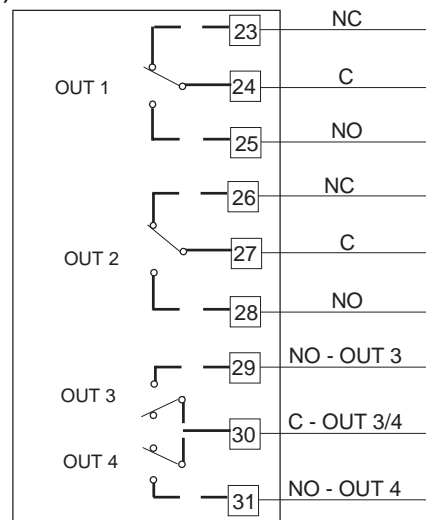 )
23 NC
OUT 1 24 C
25 NO
26 NC
OUT 2 27 C
28 NO
29 NO - OUT 3
OUT 3
30 C - OUT 3/4
OUT 4
31 NO - OUT 4